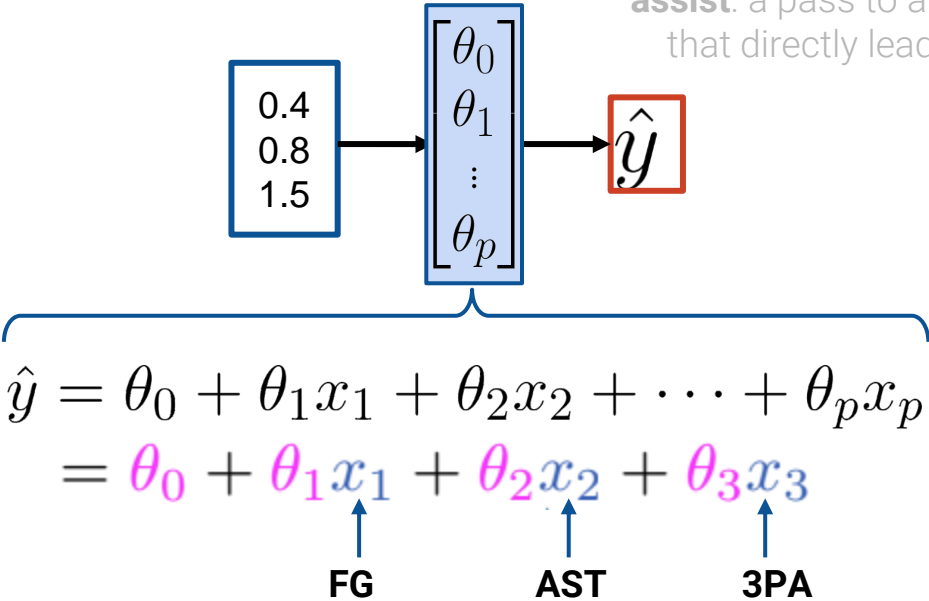 assist: a pass to a
that directly lead
0.4
0.8
1.5
θ₀
θ₁
⋮
θₚ
ŷ
ŷ = θ₀ + θ₁x₁ + θ₂x₂ + ⋯ + θₚxₚ
= θ₀ + θ₁x₁ + θ₂x₂ + θ₃x₃
FG AST 3PA